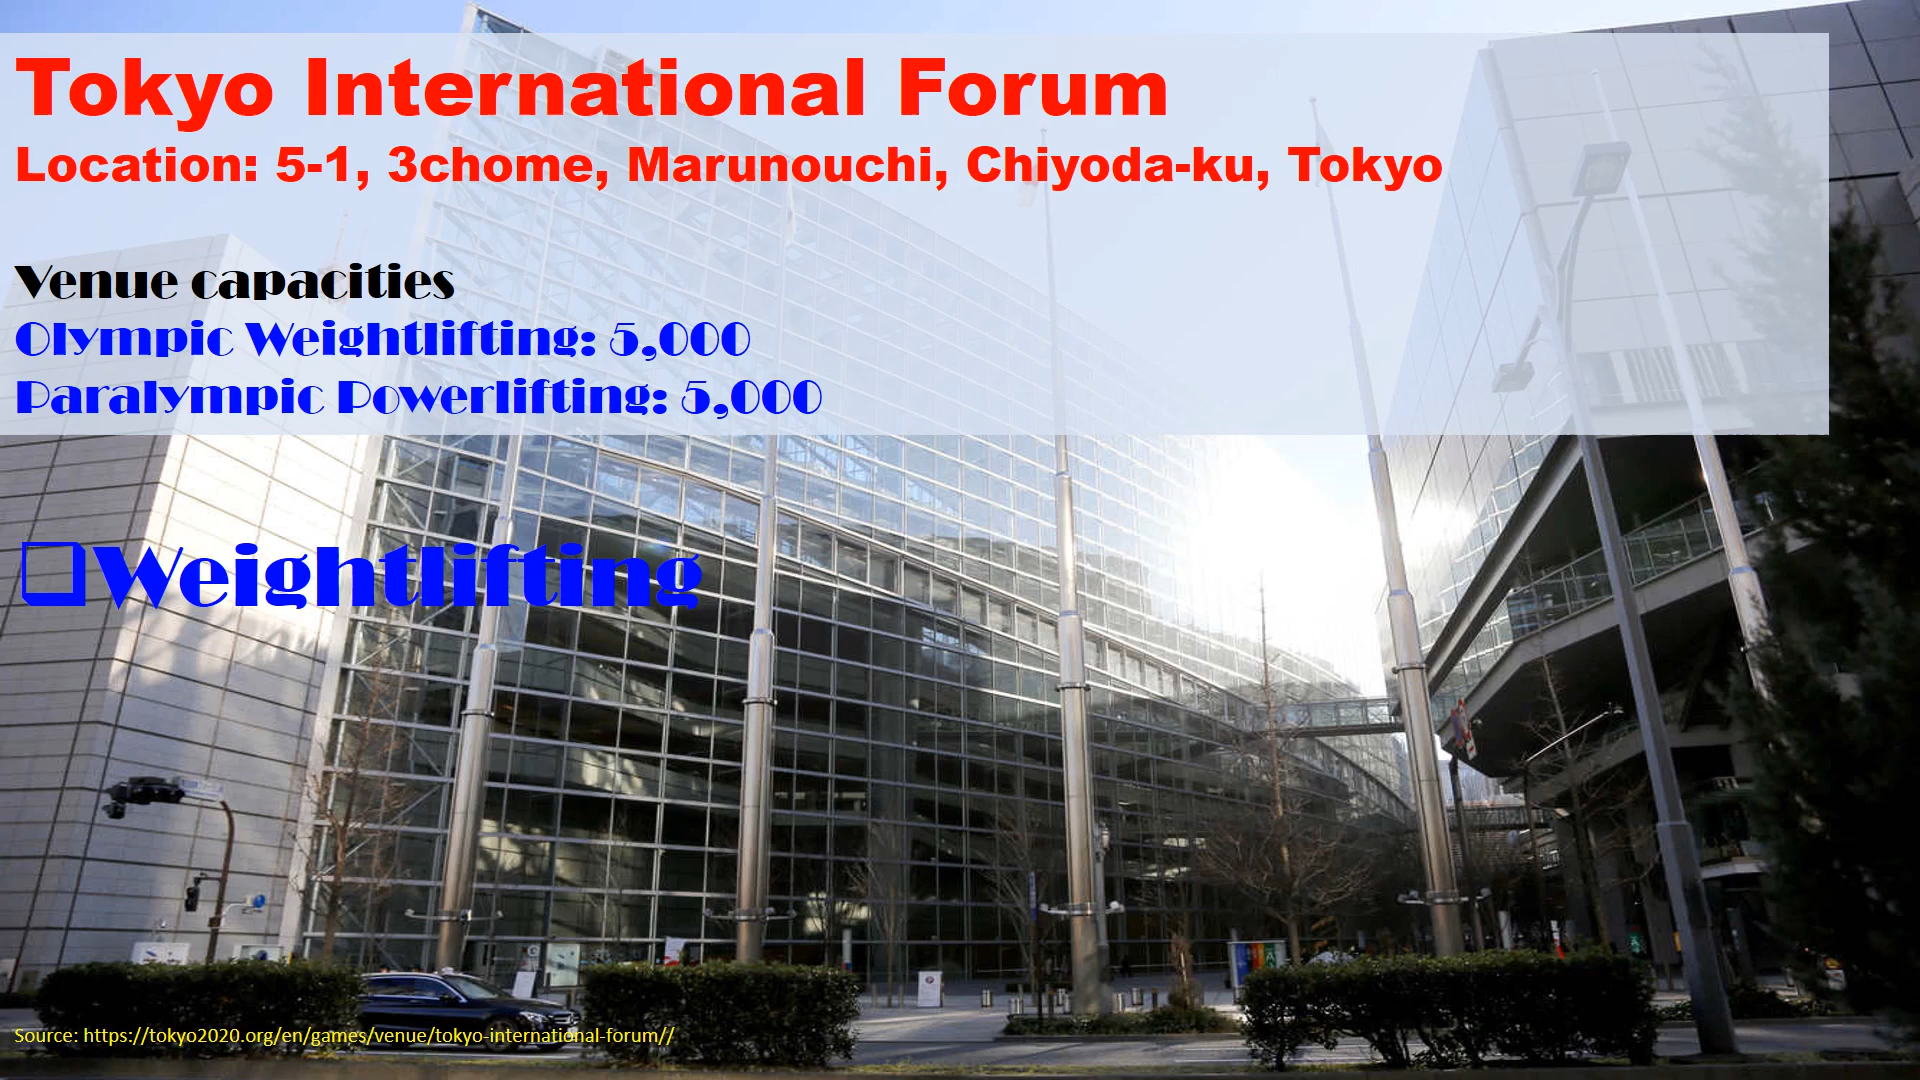 Tokyo International Forum
Location: 5-1, 3chome, Marunouchi, Chiyoda-ku, Tokyo
Venue capacities
Olympic Weightlifting: 5,000
Paralympic Powerlifting: 5,000
❑Weightlifting
Source: https://tokyo2020.org/en/games/venue/tokyo-international-forum//